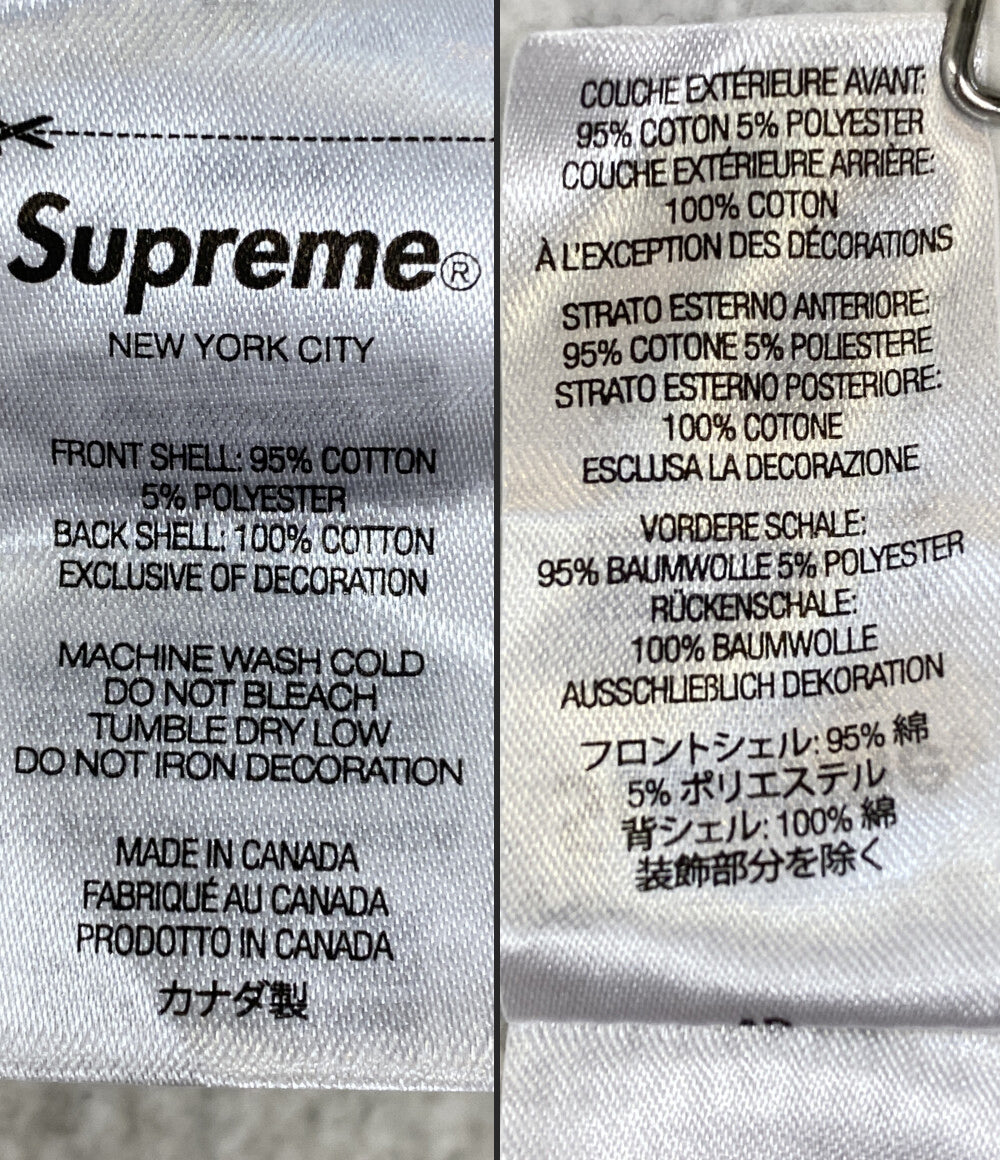 Supreme®
NEW YORK CITY
FRONT SHELL: 95% COTTON
5% POLYESTER
BACK SHELL: 100% COTTON
EXCLUSIVE OF DECORATION
MACHINE WASH COLD
DO NOT BLEACH
TUMBLE DRY LOW
DO NOT IRON DECORATION
MADE IN CANADA
FABRIQUÉ AU CANADA
PRODOTTO IN CANADA
カナダ製
COUCHE EXTÉRIEURE AVANT:
95% COTON 5% POLYESTER
COUCHE EXTÉRIEURE ARRIÈRE:
100% COTON
À L'EXCEPTION DES DÉCORATIONS
STRATO ESTERNO ANTERIORE:
95% COTONE 5% POLIESTERE
STRATO ESTERNO POSTERIORE:
100% COTONE
ESCLUSA LA DECORAZIONE
VORDERE SCHALE:
95% BAUMWOLLE 5% POLYESTER
RÜCKENSCHALE:
100% BAUMWOLLE
AUSSCHLIEßLICH DEKORATION
フロントシェル: 95% 綿
5% ポリエステル
背シェル: 100% 綿
装飾部分を除く